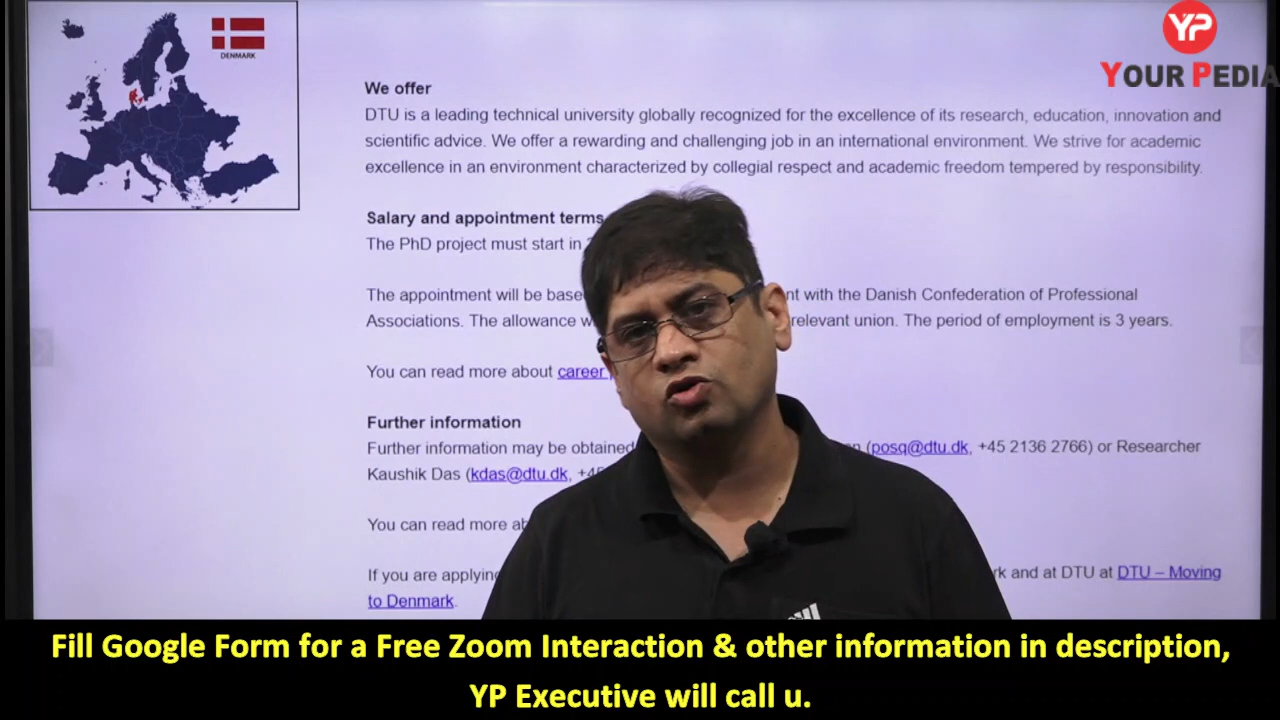 DENMARK
YP
YOUR PEDIA
We offer
DTU is a leading technical university globally recognized for the excellence of its research, education, innovation and
scientific advice. We offer a rewarding and challenging job in an international environment. We strive for academic
excellence in an environment characterized by collegial respect and academic freedom tempered by responsibility.
Salary and appointment terms
The PhD project must start in
The appointment will be base nt with the Danish Confederation of Professional
Associations. The allowance w relevant union. The period of employment is 3 years.
You can read more about career
Further information
Further information may be obtained (posq@dtu.dk, +45 2136 2766) or Researcher
Kaushik Das (kdas@dtu.dk, +45
You can read more ab
If you are applying rk and at DTU at DTU – Moving
to Denmark.
Fill Google Form for a Free Zoom Interaction & other information in description,
YP Executive will call u.